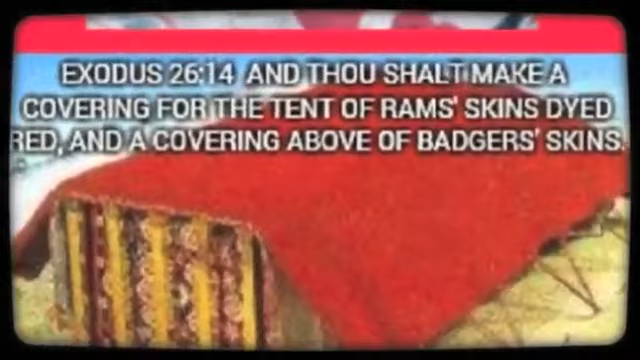 EXODUS 26:14 AND THOU SHALT MAKE A
COVERING FOR THE TENT OF RAMS' SKINS DYED
RED, AND A COVERING ABOVE OF BADGERS' SKINS.